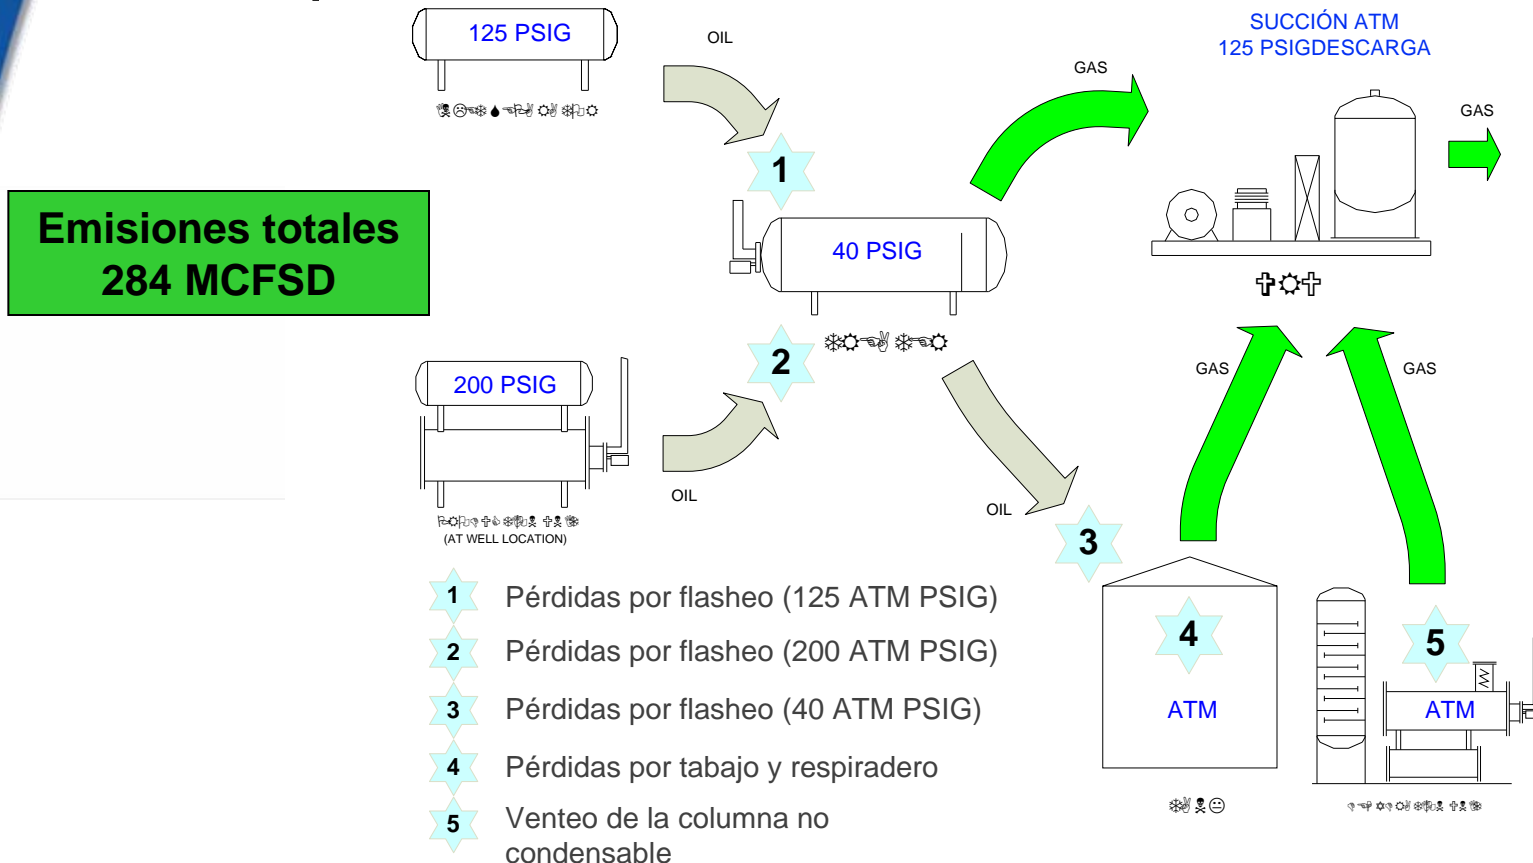 125 PSIG
OIL
SUCCIÓN ATM
125 PSIGDESCARGA
GAS
GAS
1
Emisiones totales
284 MCFSD
40 PSIG
2
200 PSIG
GAS
GAS
OIL
OIL
(AT WELL LOCATION)
3
4
5
ATM
ATM
1 Pérdidas por flasheo (125 ATM PSIG)
2 Pérdidas por flasheo (200 ATM PSIG)
3 Pérdidas por flasheo (40 ATM PSIG)
4 Pérdidas por tabajo y respiradero
5 Venteo de la columna no
condensable